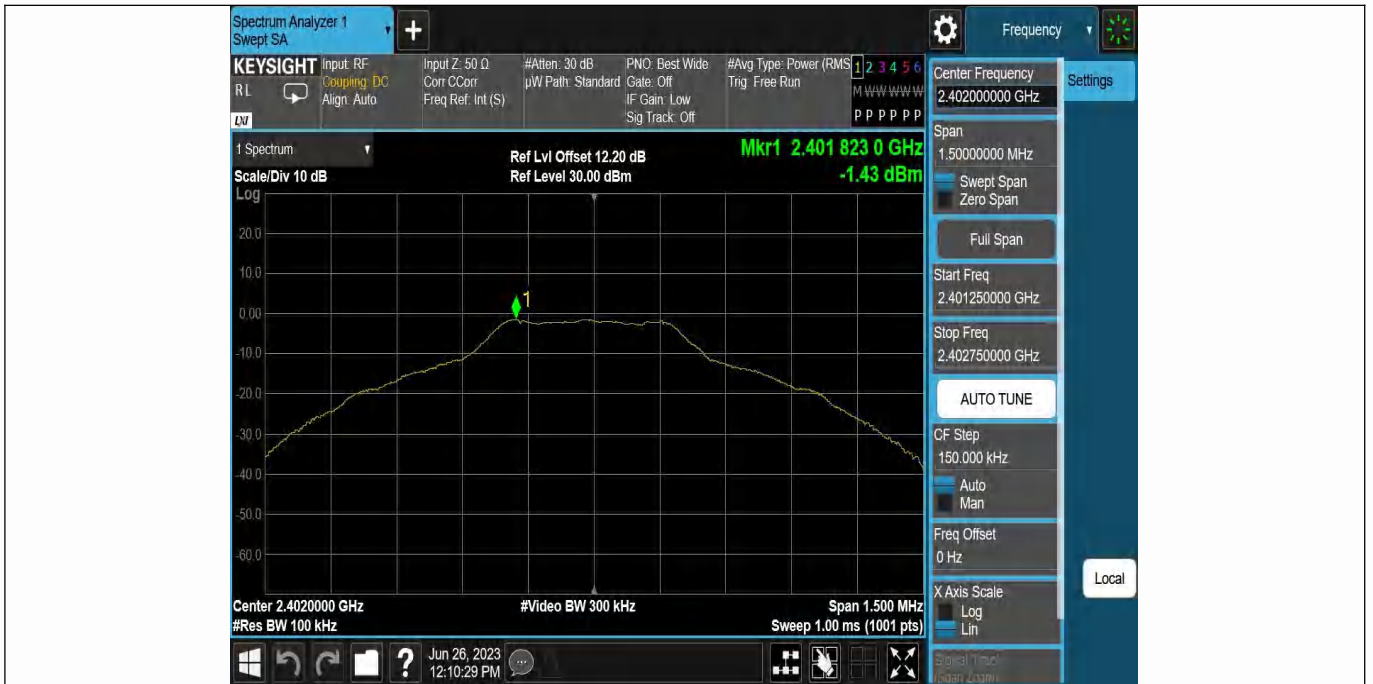 Spectrum Analyzer 1
Swept SA
+
Frequency
KEYSIGHT
R L
LXI
Input: RF
Coupling: DC
Align: Auto
Input Z: 50 Ω
Corr CCorr
Freq Ref: Int (S)
#Atten: 30 dB
µW Path: Standard
PNO: Best Wide
Gate: Off
IF Gain: Low
Sig Track: Off
#Avg Type: Power (RMS
Trig: Free Run
1 2 3 4 5 6
M W W W W W
P P P P P P
1 Spectrum
Scale/Div 10 dB
Ref Lvl Offset 12.20 dB
Ref Level 30.00 dBm
Mkr1 2.401 823 0 GHz
-1.43 dBm
Log
20.0
10.0
0.00
-10.0
-20.0
-30.0
-40.0
-50.0
-60.0
1
Center 2.4020000 GHz
#Res BW 100 kHz
#Video BW 300 kHz
Span 1.500 MHz
Sweep 1.00 ms (1001 pts)
Center Frequency
2.402000000 GHz
Settings
Span
1.50000000 MHz
Swept Span
Zero Span
Full Span
Start Freq
2.401250000 GHz
Stop Freq
2.402750000 GHz
AUTO TUNE
CF Step
150.000 kHz
Auto
Man
Freq Offset
0 Hz
X Axis Scale
Log
Lin
Signal Track
(Span Zoom)
Local
?
Jun 26, 2023
12:10:29 PM